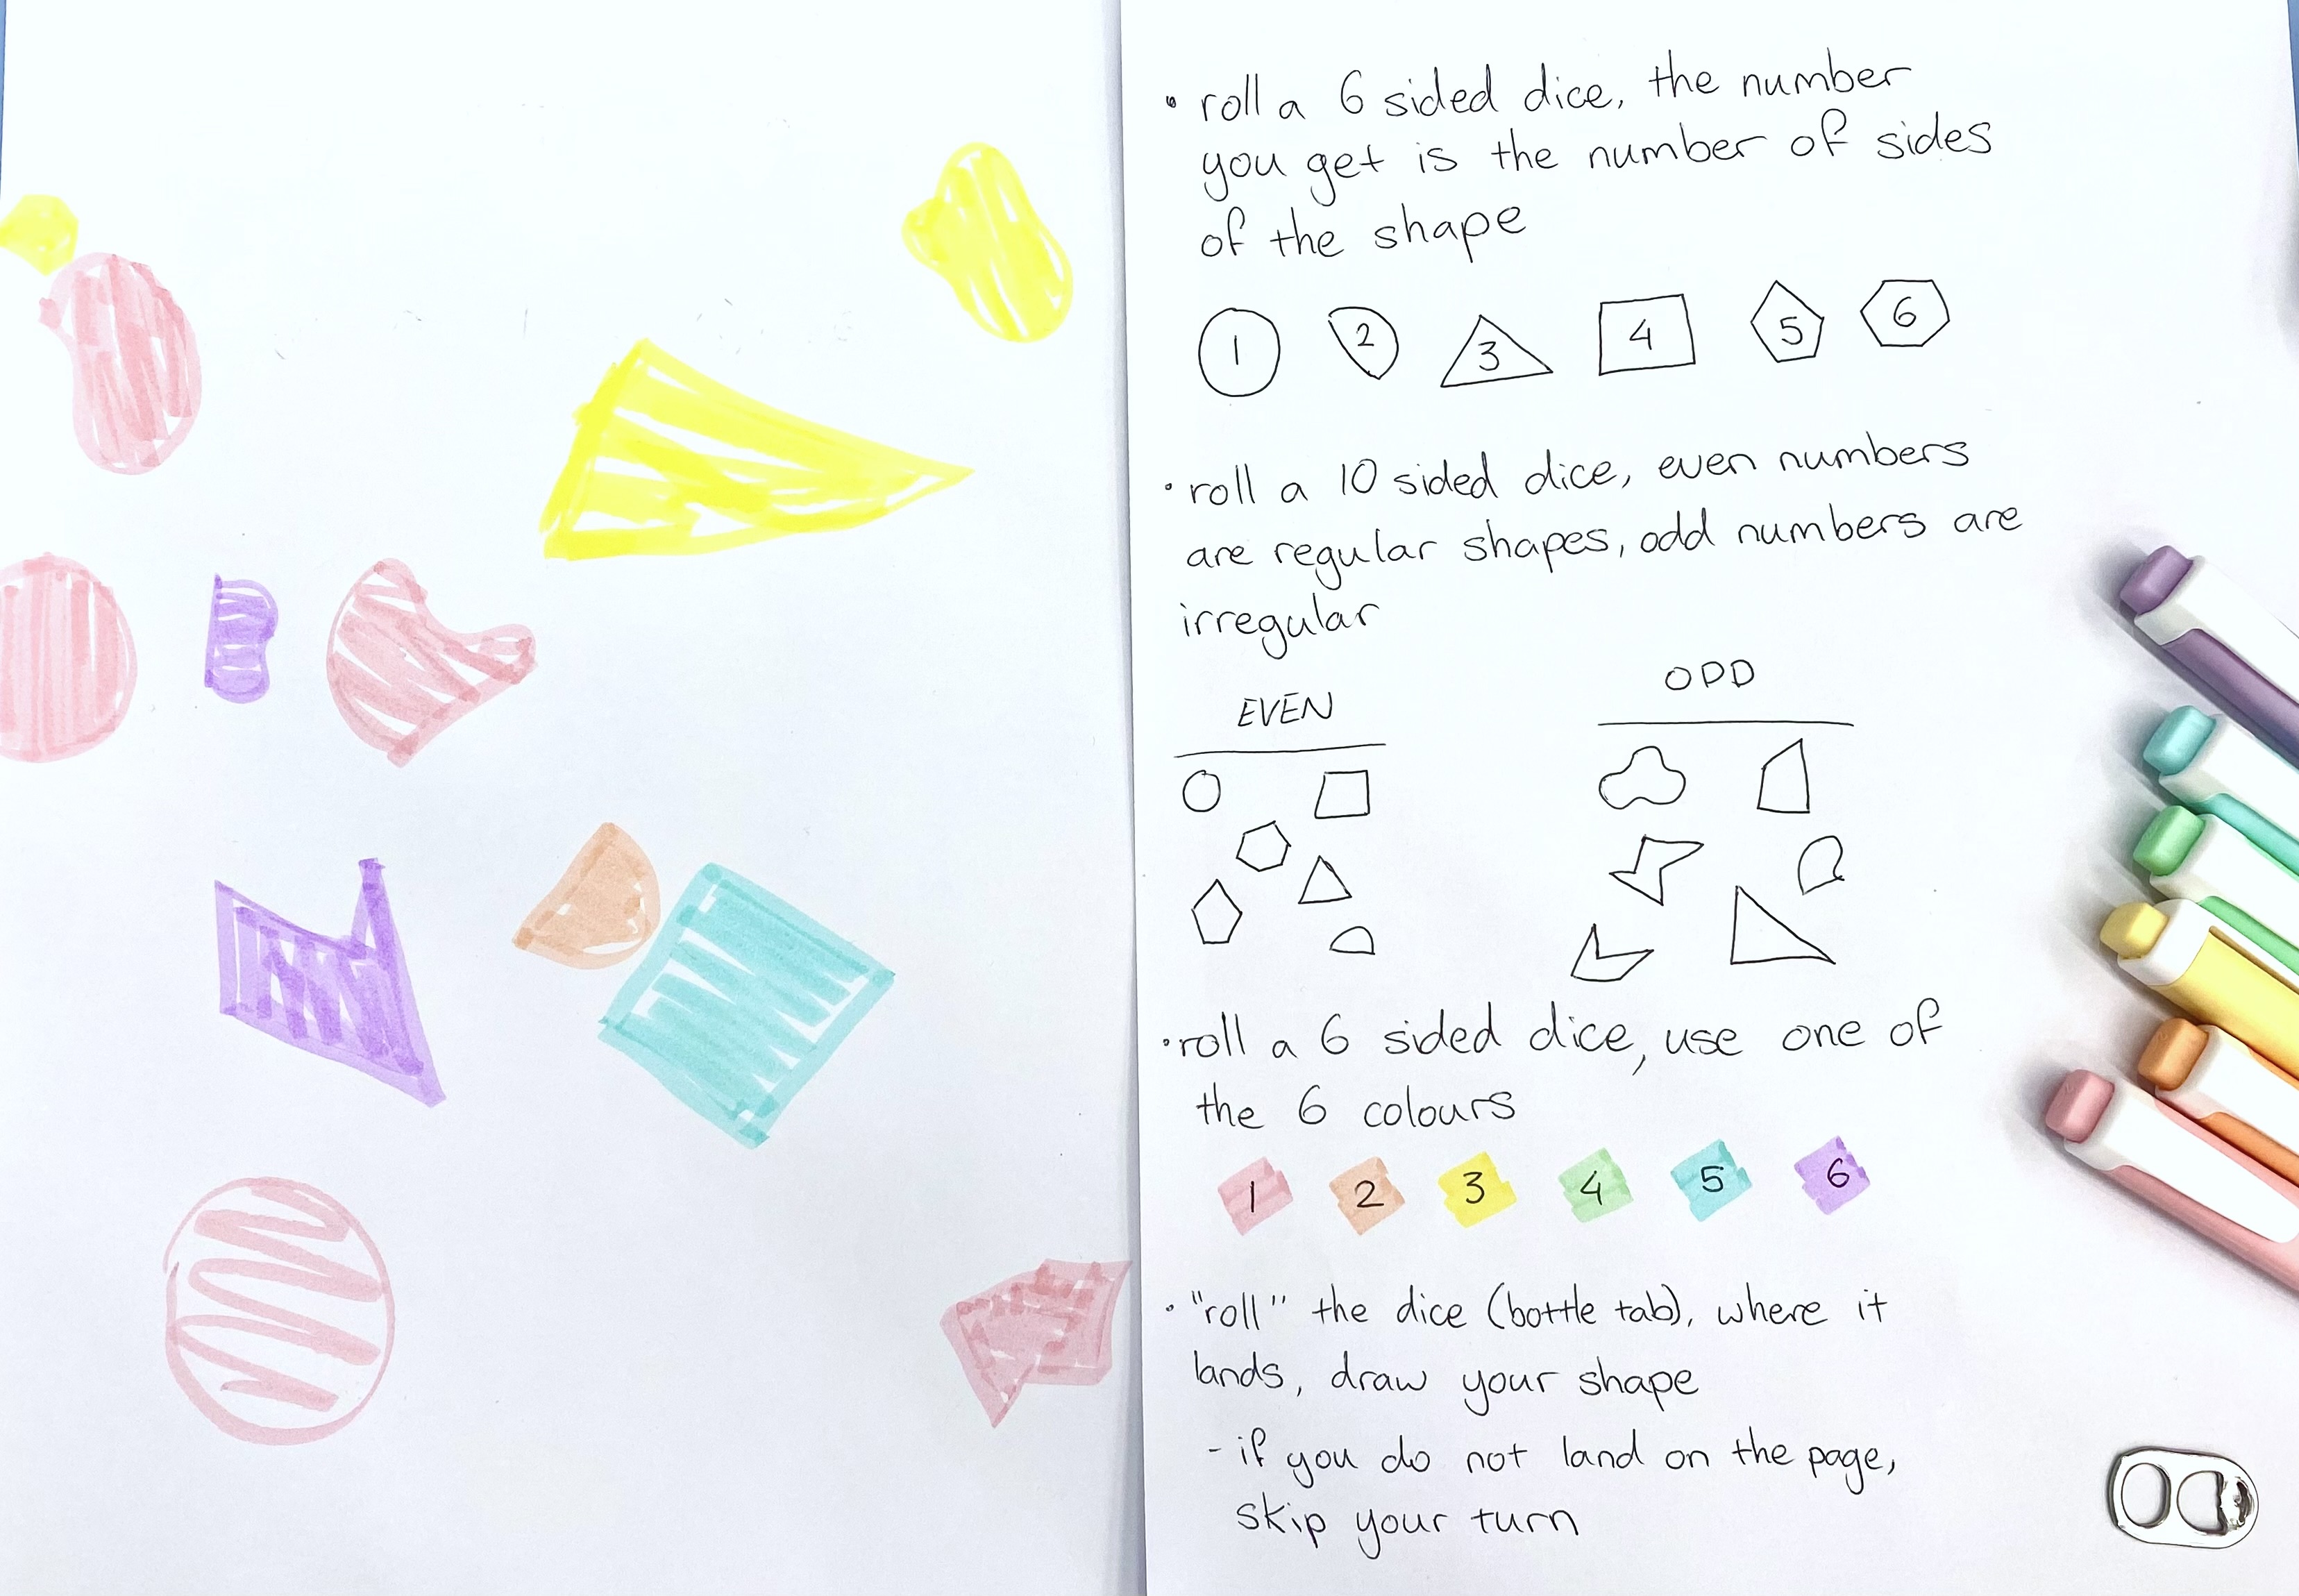 • roll a 6 sided dice, the number
you get is the number of sides
of the shape
1 2 3 4 5 6
• roll a 10 sided dice, even numbers
are regular shapes, odd numbers are
irregular
EVEN ODD
• roll a 6 sided dice, use one of
the 6 colours
1 2 3 4 5 6
• "roll" the dice (bottle tab), where it
lands, draw your shape
- if you do not land on the page,
skip your turn